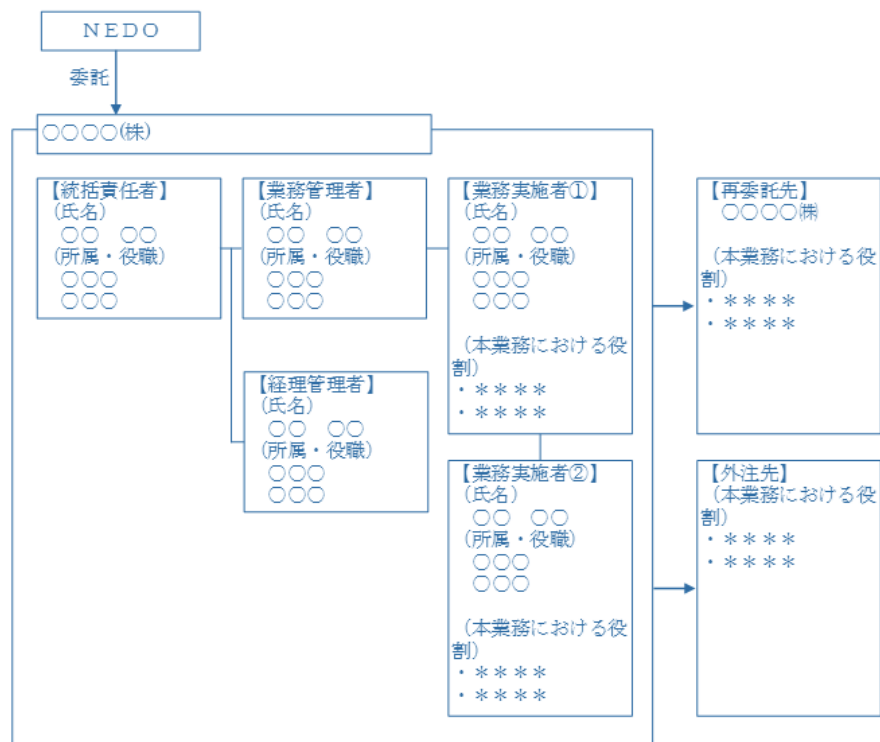 ＮＥＤＯ
委託
○○○○(株)
【統括責任者】
(氏名)
○○　○○
(所属・役職)
○○○
○○○
【業務管理者】
(氏名)
○○　○○
(所属・役職)
○○○
○○○
【経理管理者】
(氏名)
○○　○○
(所属・役職)
○○○
○○○
【業務実施者①】
(氏名)
○○　○○
(所属・役職)
○○○
○○○
（本業務における役
割）
・＊＊＊＊
・＊＊＊＊
【業務実施者②】
(氏名)
○○　○○
(所属・役職)
○○○
○○○
（本業務における役
割）
・＊＊＊＊
・＊＊＊＊
【再委託先】
○○○○㈱
（本業務における役
割）
・＊＊＊＊
・＊＊＊＊
【外注先】
（本業務における役
割）
・＊＊＊＊
・＊＊＊＊